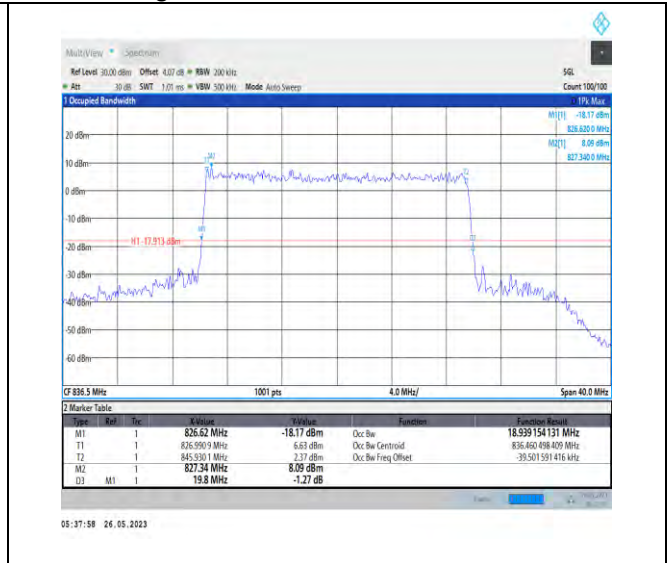 MultiView Spectrum
Ref Level 30.00 dBm Offset 4.07 dB RBW 200 kHz SGL
Att 30 dB SWT 1.01 ms VBW 500 kHz Mode Auto Sweep Count 100/100
1 Occupied Bandwidth 1Pk Max
M1[1] -18.17 dBm
826.620 0 MHz
M2[1] 8.09 dBm
827.340 0 MHz
20 dBm
10 dBm
0 dBm
-10 dBm
-20 dBm
-30 dBm
-40 dBm
-50 dBm
-60 dBm
H1 -17.913 dBm
M2
T1
T2
M1
D3
CF 836.5 MHz 1001 pts 4.0 MHz/ Span 40.0 MHz
2 Marker Table
Type Ref Trc X-Value Y-Value Function Function Result
M1 1 826.62 MHz -18.17 dBm Occ Bw 18.939 154 131 MHz
T1 1 826.990 9 MHz 6.63 dBm Occ Bw Centroid 836.460 498 409 MHz
T2 1 845.930 1 MHz 2.37 dBm Occ Bw Freq Offset -39.501 591 416 kHz
M2 1 827.34 MHz 8.09 dBm
D3 M1 1 19.8 MHz -1.27 dB
05:37:58 26.05.2023